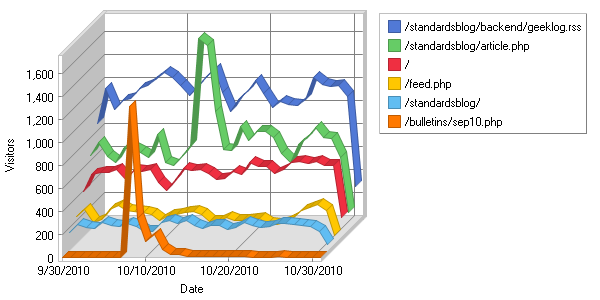 /standardsblog/backend/geeklog.rss
/standardsblog/article.php
/
/feed.php
/standardsblog/
/bulletins/sep10.php
1,600
1,400
1,200
1,000
800
600
400
200
0
Visitors
9/30/2010 10/10/2010 10/20/2010 10/30/2010
Date